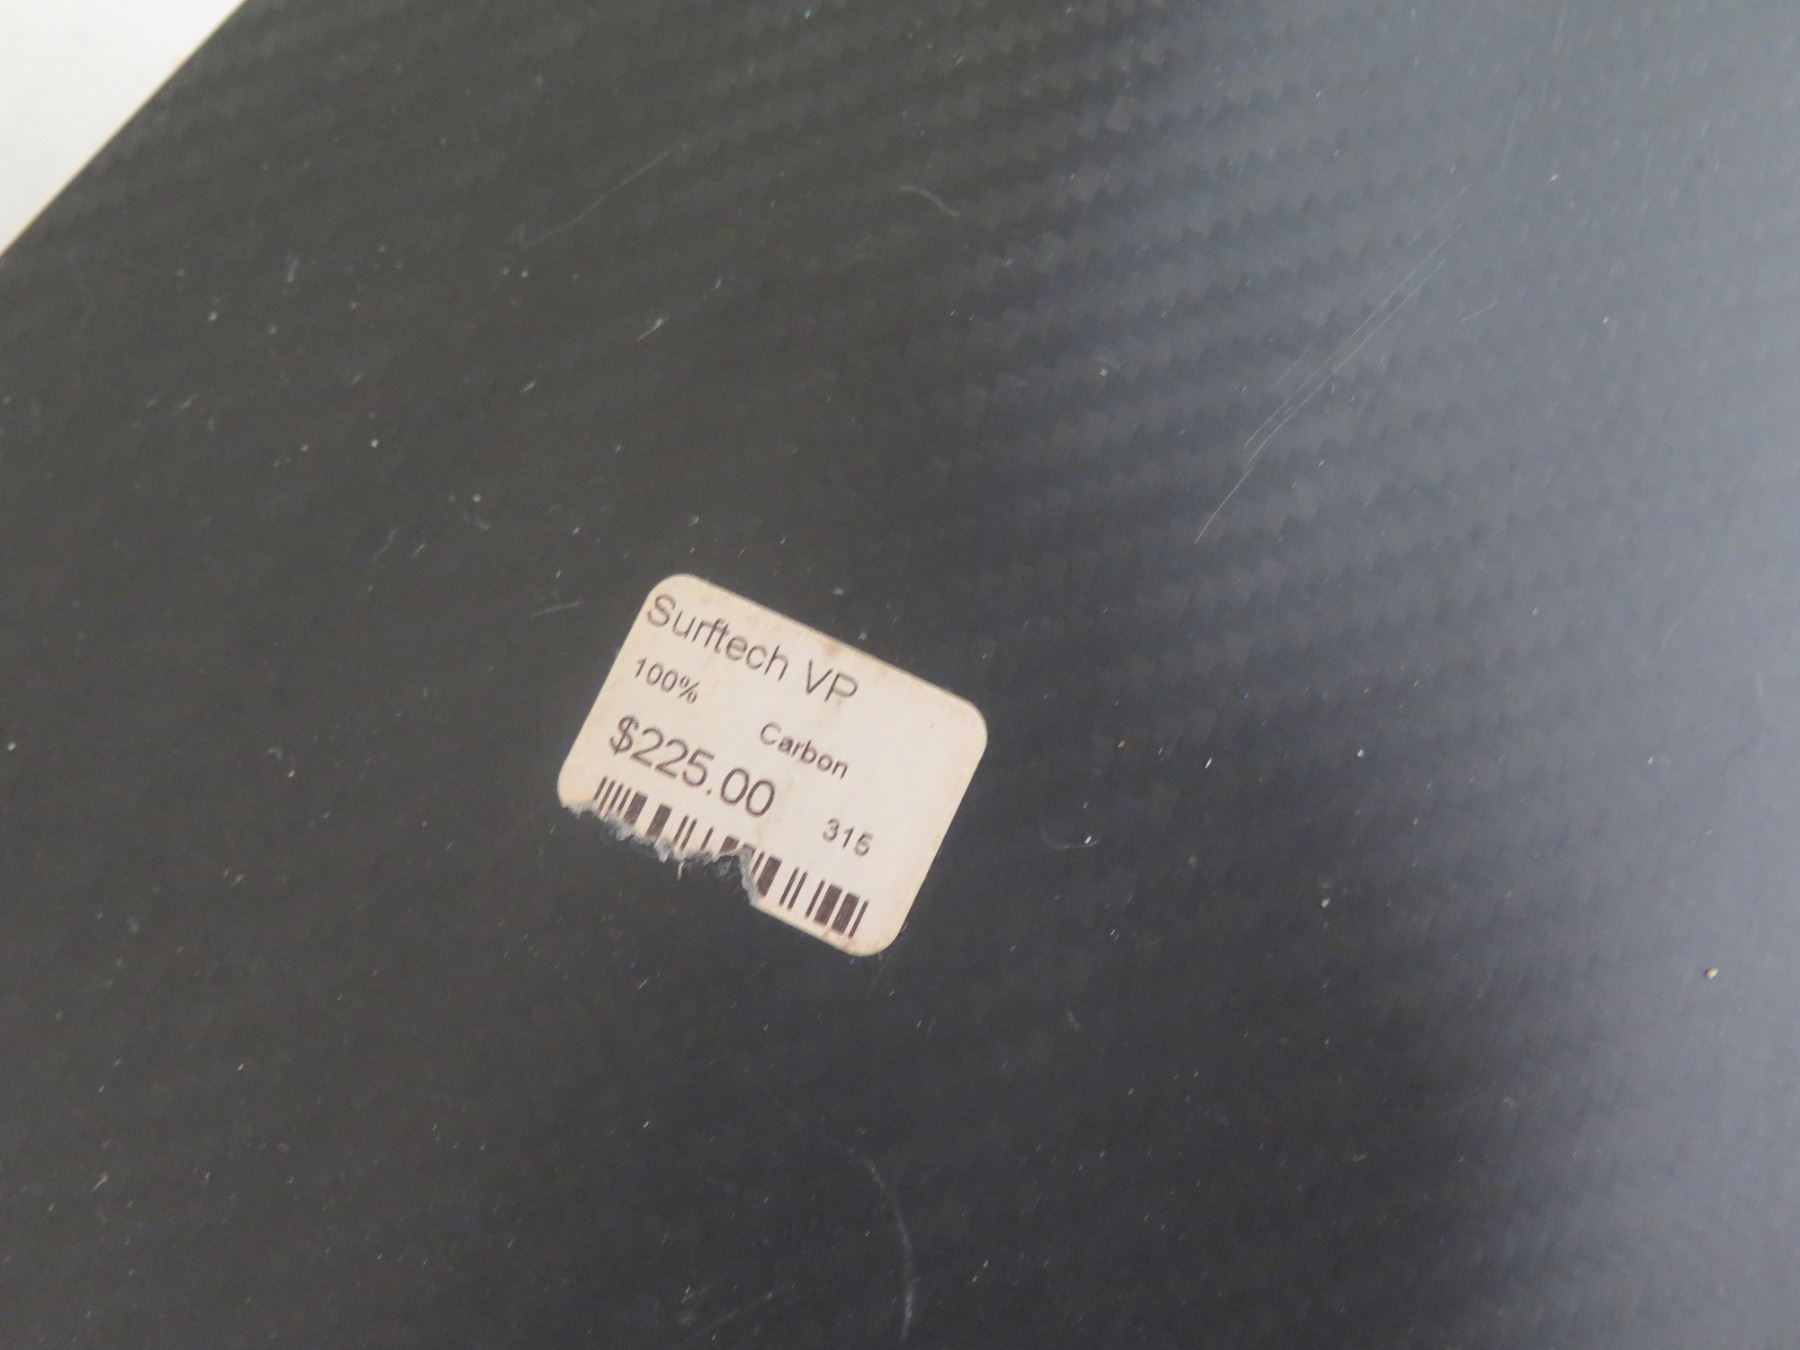 Surftech VP
100%
Carbon
$225.00
315